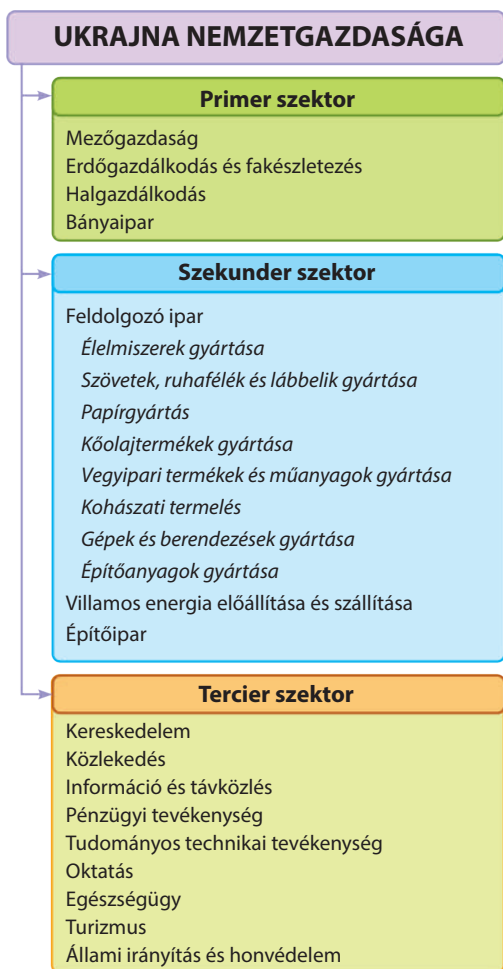 UKRAJNA NEMZETGAZDASÁGA
Primer szektor
Mezőgazdaság
Erdőgazdálkodás és fakészletezés
Halgazdálkodás
Bányaipar
Szekunder szektor
Feldolgozó ipar
Élelmiszerek gyártása
Szövetek, ruhafélék és lábbelik gyártása
Papírgyártás
Kőolajtermékek gyártása
Vegyipari termékek és műanyagok gyártása
Kohászati termelés
Gépek és berendezések gyártása
Építőanyagok gyártása
Villamos energia előállítása és szállítása
Építőipar
Tercier szektor
Kereskedelem
Közlekedés
Információ és távközlés
Pénzügyi tevékenység
Tudományos technikai tevékenység
Oktatás
Egészségügy
Turizmus
Állami irányítás és honvédelem